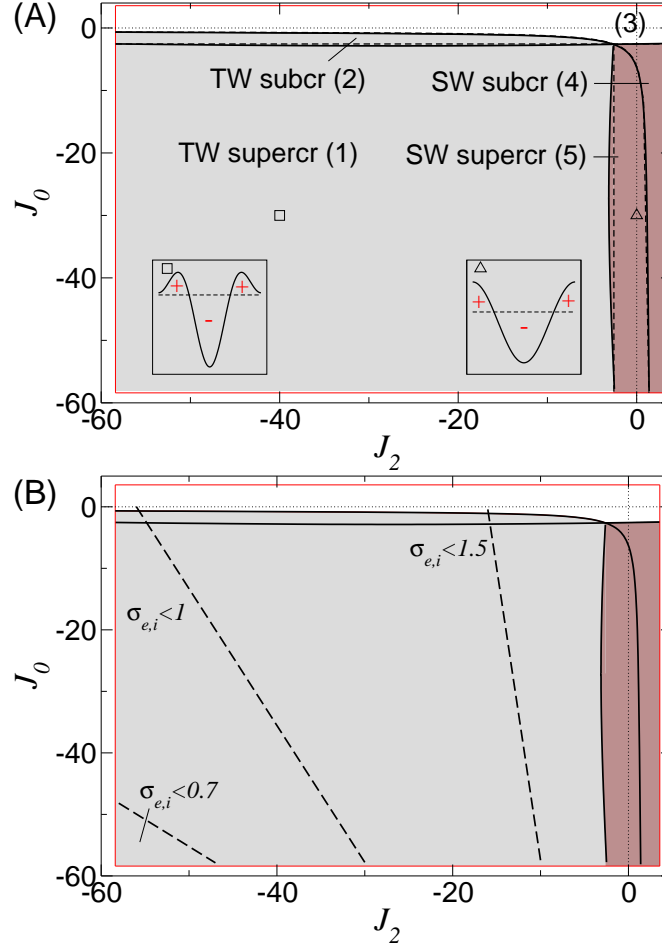 (A)
0
(3)
TW subcr (2)
SW subcr (4)
-20
TW supercr (1)
SW supercr (5)
J0
-40
+
+
-
+
+
-
-60
-60
-40
-20
0
J2
(B)
0
σe,i<1.5
σe,i<1
-20
J0
-40
σe,i<0.7
-60
-60
-40
-20
0
J2